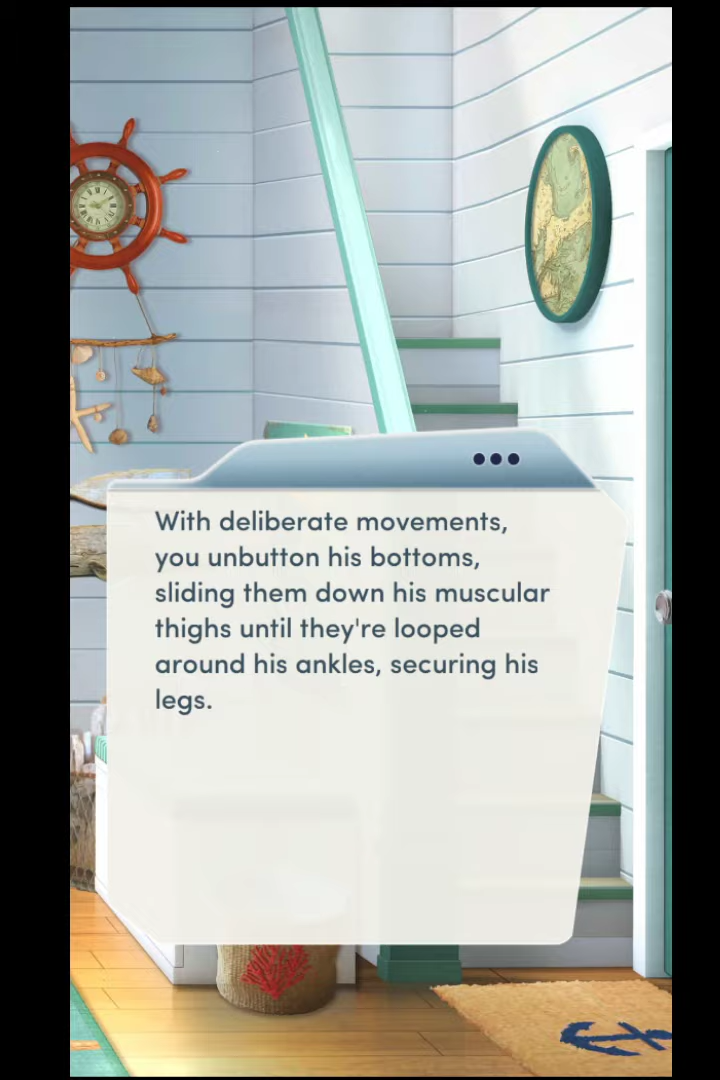 With deliberate movements,
you unbutton his bottoms,
sliding them down his muscular
thighs until they're looped
around his ankles, securing his
legs.